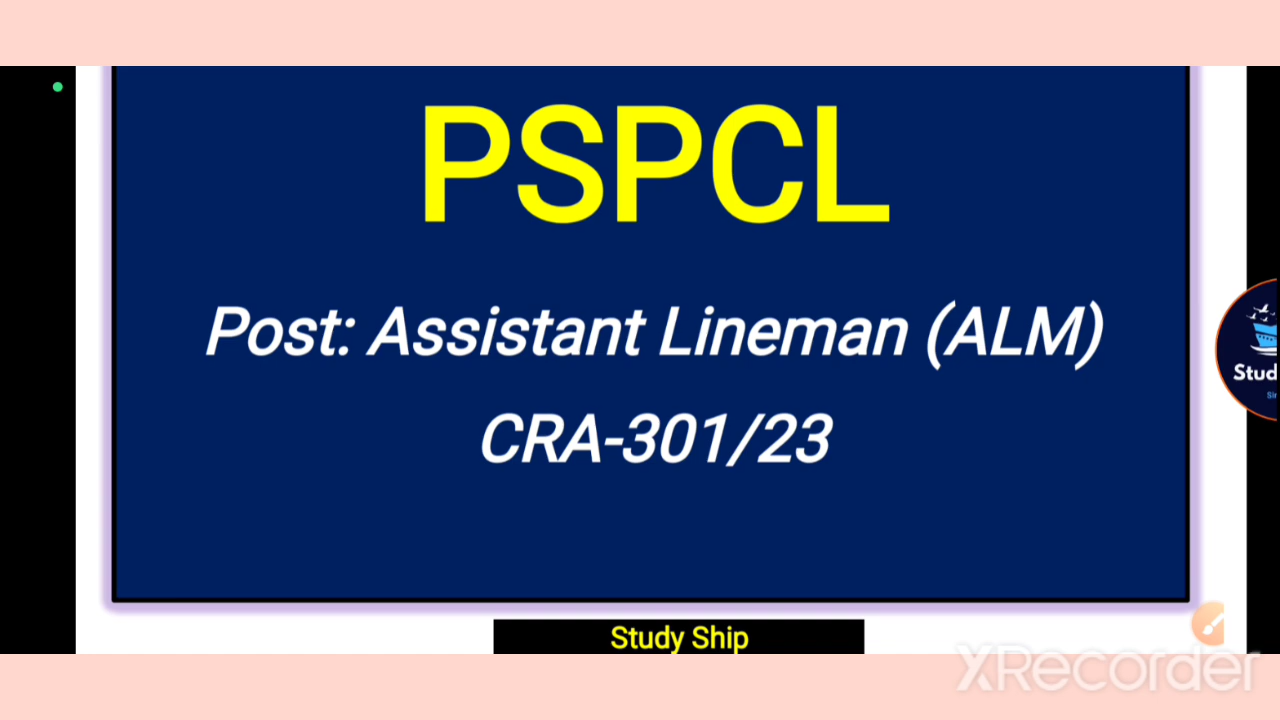 PSPCL
Post: Assistant Lineman (ALM)
CRA-301/23
Study Ship
XRecorder